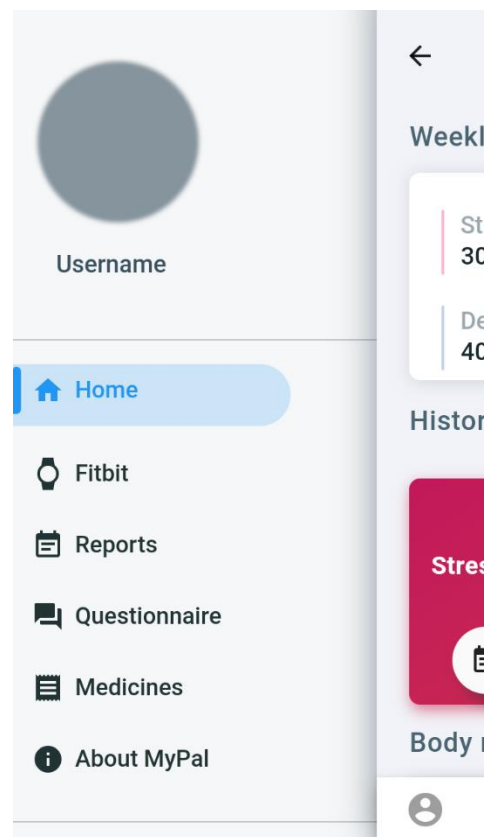 Username
Home
Fitbit
Reports
Questionnaire
Medicines
About MyPal
Weekl
St
30
De
40
Histor
Stres
Body